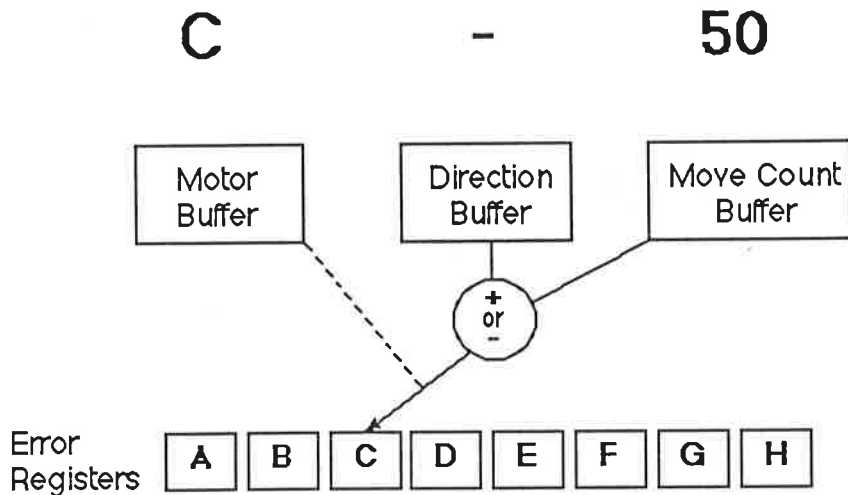 C - 50
Motor Buffer
Direction Buffer
Move Count Buffer
+
or
-
Error Registers
A B C D E F G H